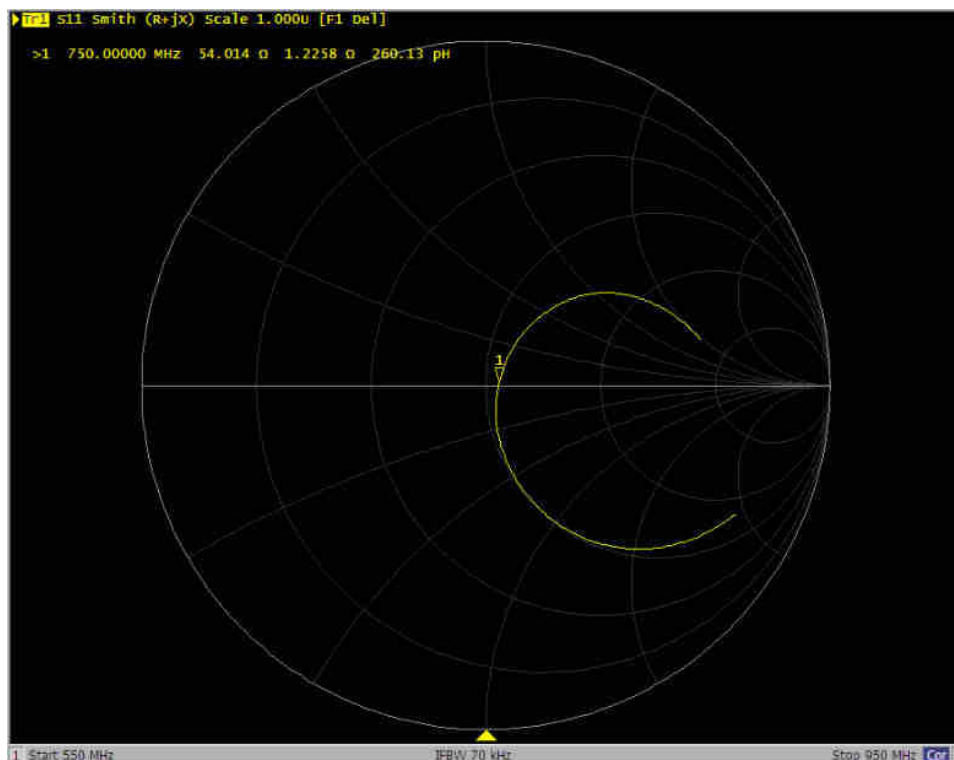 Tr1 S11 Smith (R+jX) Scale 1.000U [F1 Del]
>1 750.00000 MHz 54.014 Ω 1.2258 Ω 260.13 pH
1
1 Start 550 MHz IFBW 70 kHz Stop 950 MHz Cor